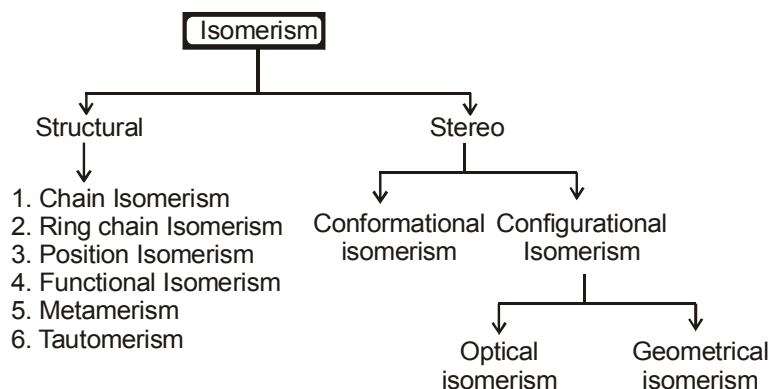 Isomerism
Structural
Stereo
1. Chain Isomerism
2. Ring chain Isomerism
3. Position Isomerism
4. Functional Isomerism
5. Metamerism
6. Tautomerism
Conformational
isomerism
Configurational
Isomerism
Optical
isomerism
Geometrical
isomerism